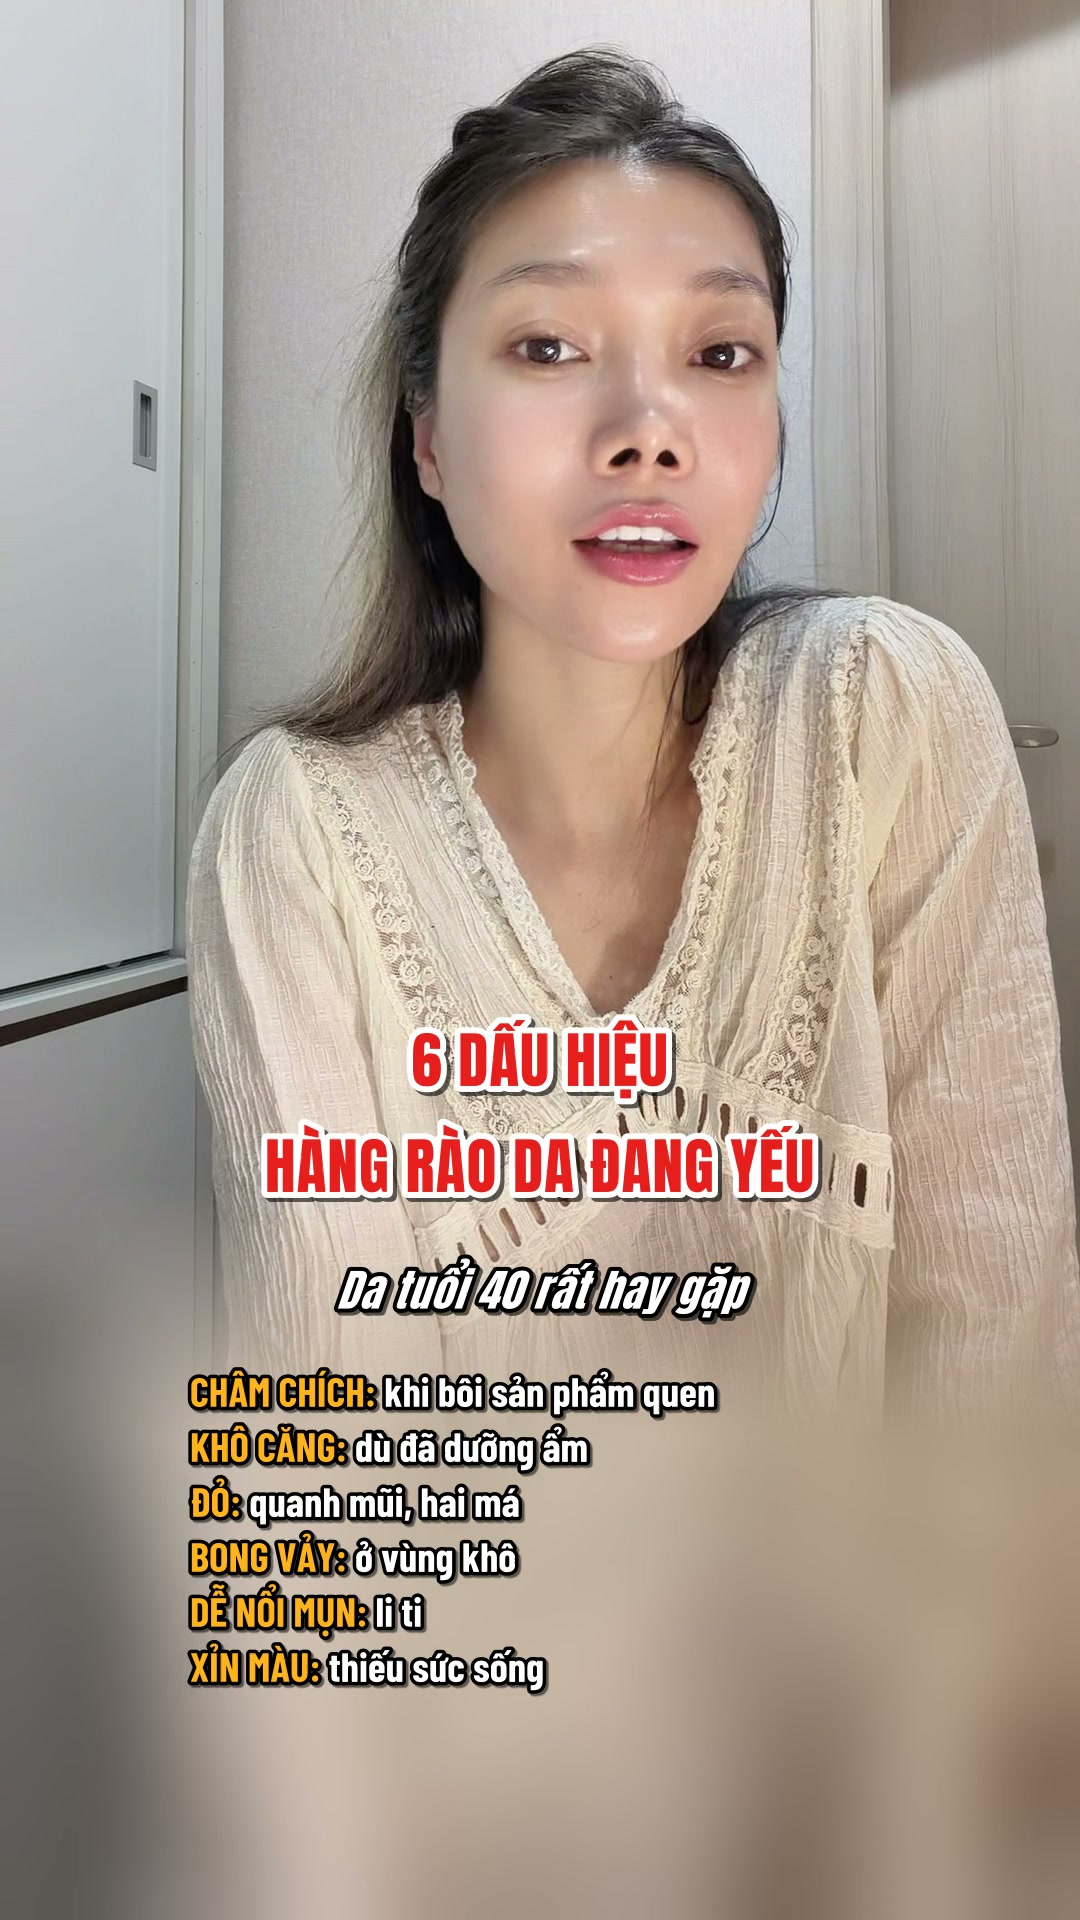 6 DẤU HIỆU
HÀNG RÀO DA ĐANG YẾU
Da tuổi 40 rất hay gặp
CHÂM CHÍCH: khi bôi sản phẩm quen
KHÔ CĂNG: dù đã dưỡng ẩm
ĐỎ: quanh mũi, hai má
BONG VẢY: ở vùng khô
DỄ NỔI MỤN: li ti
XỈN MÀU: thiếu sức sống